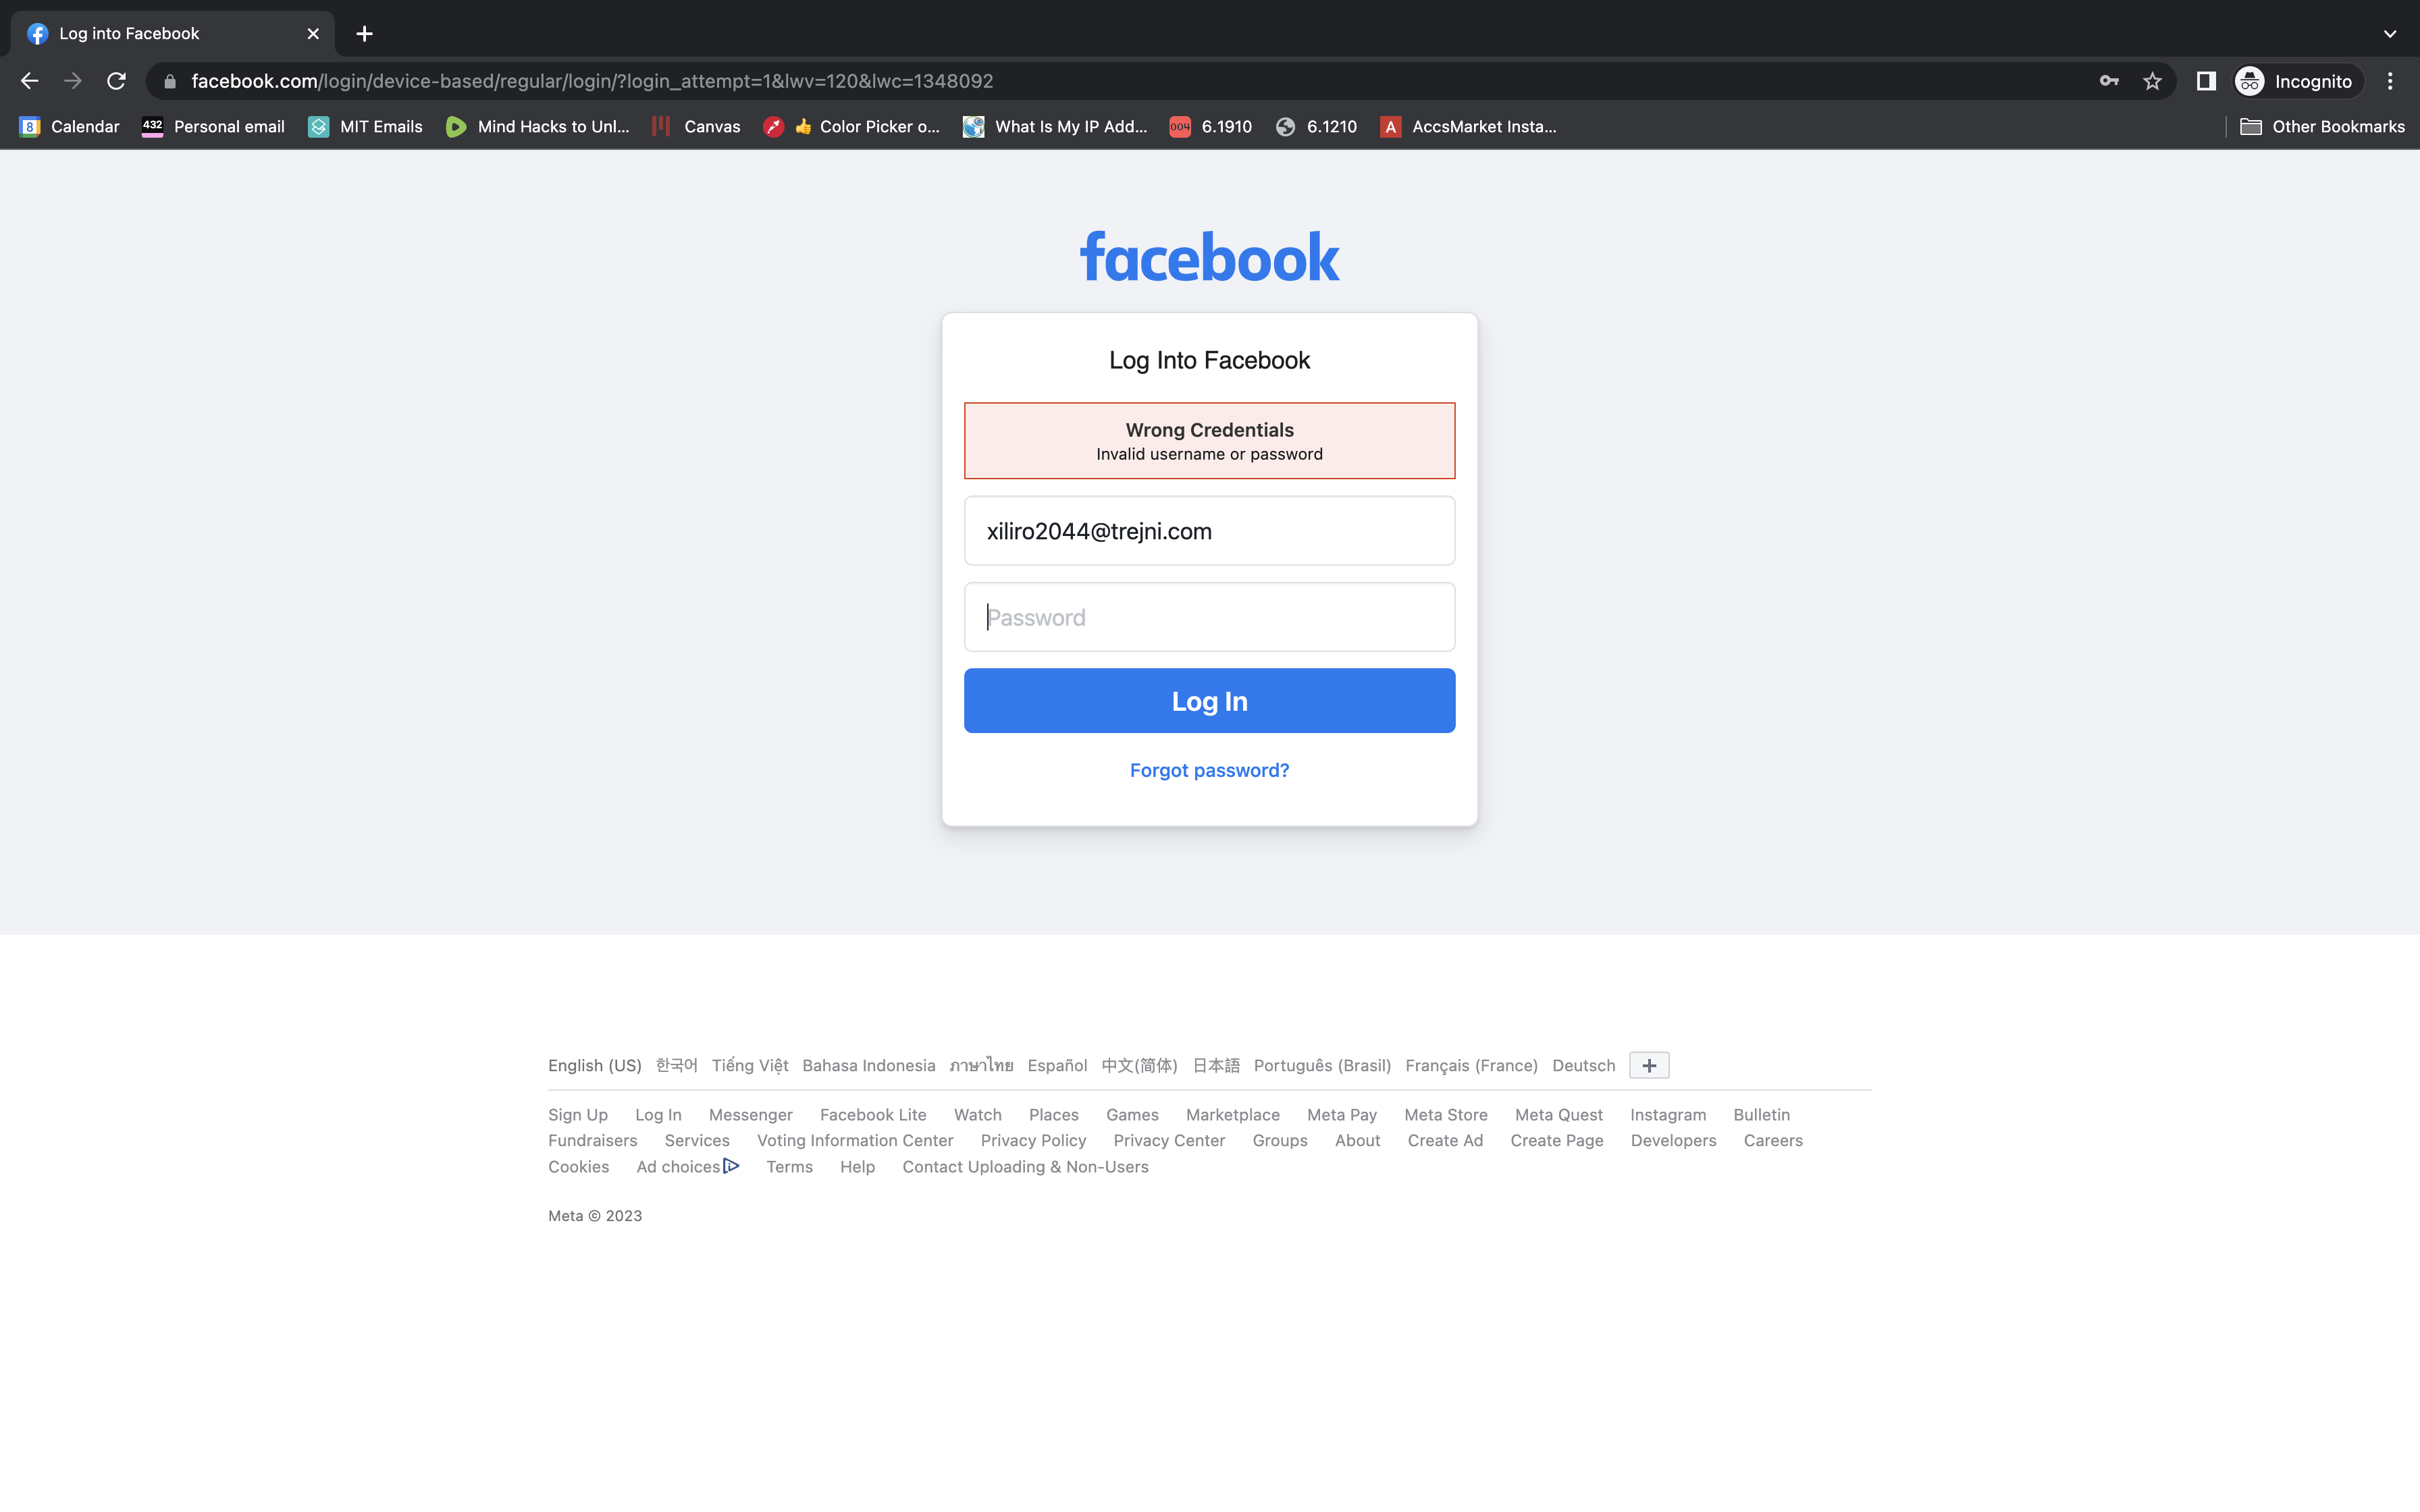 Log into Facebook
facebook.com/login/device-based/regular/login/?login_attempt=1&lwv=120&lwc=1348092
Incognito
8 Calendar 432 Personal email MIT Emails Mind Hacks to Unl... Canvas 👍 Color Picker o... What Is My IP Add... 004 6.1910 6.1210 A AccsMarket Insta... Other Bookmarks
facebook
Log Into Facebook
Wrong Credentials
Invalid username or password
xiliro2044@trejni.com
Password
Log In
Forgot password?
English (US) 한국어 Tiếng Việt Bahasa Indonesia ภาษาไทย Español 中文(简体) 日本語 Português (Brasil) Français (France) Deutsch
Sign Up Log In Messenger Facebook Lite Watch Places Games Marketplace Meta Pay Meta Store Meta Quest Instagram Bulletin
Fundraisers Services Voting Information Center Privacy Policy Privacy Center Groups About Create Ad Create Page Developers Careers
Cookies Ad choices Terms Help Contact Uploading & Non-Users
Meta © 2023